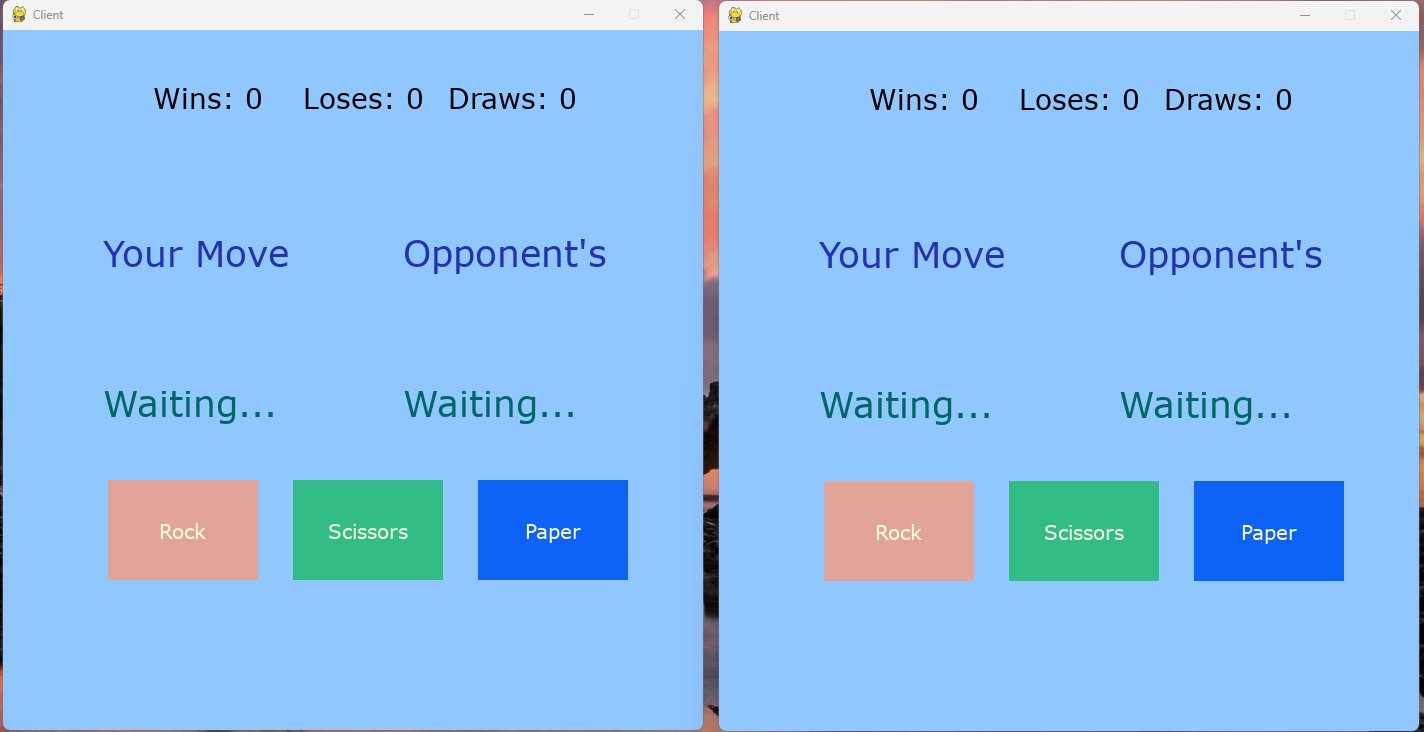 Client
Wins: 0 Loses: 0 Draws: 0
Your Move Opponent's
Waiting... Waiting...
Rock Scissors Paper
Client
Wins: 0 Loses: 0 Draws: 0
Your Move Opponent's
Waiting... Waiting...
Rock Scissors Paper